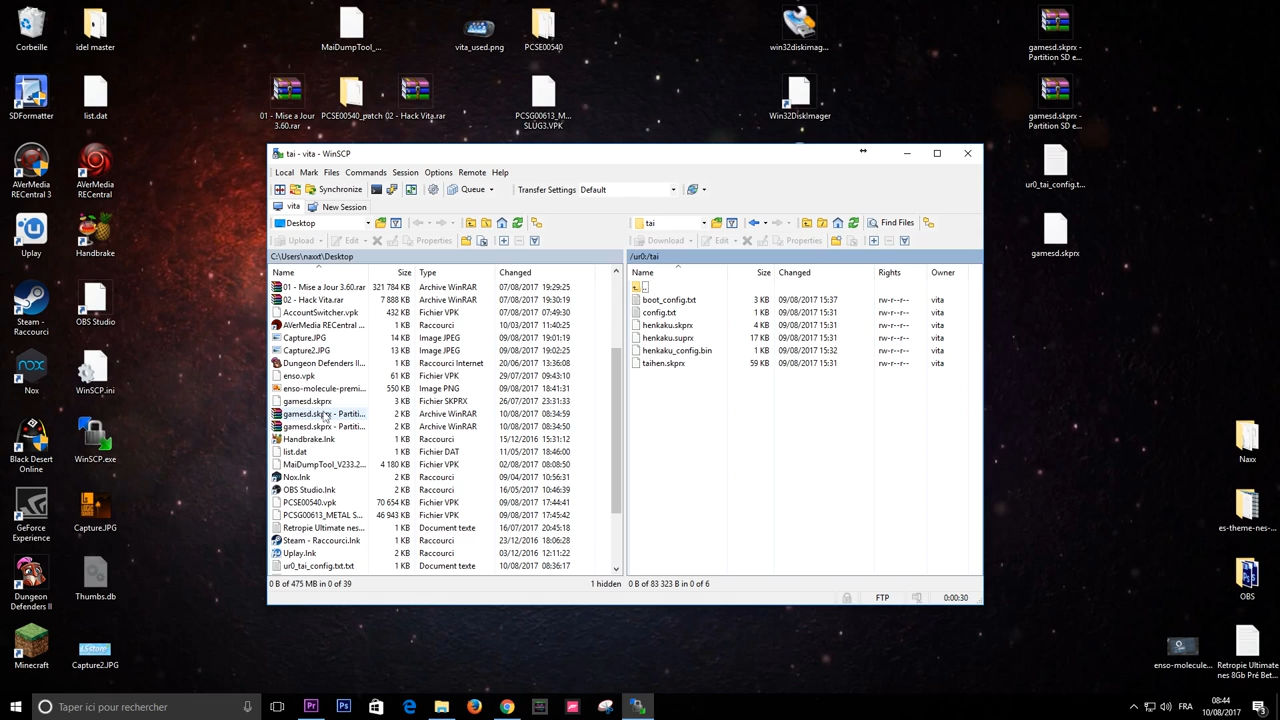 Corbeille
idel master
MaiDumpTool_...
vita_used.png
PCSE00540
win32diskimag...
gamesd.skprx -
Partition SD e...
SDFormatter
list.dat
01 - Mise a Jour
3.60.rar
PCSE00540_patch
02 - Hack Vita.rar
PCSG00613_M...
SLUG3.VPK
Win32DiskImager
gamesd.skprx -
Partition SD e...
AVerMedia
RECentral 3
AVerMedia
RECentral
ur0_tai_config.t...
Uplay
Handbrake
gamesd.skprx
Steam -
Raccourci
OBS Studio
Nox
WinSCP.ini
Black Desert
Online
WinSCP.exe
Naxx
GeForce
Experience
Capture.JPG
es-theme-nes-...
Dungeon
Defenders II
Thumbs.db
OBS
Minecraft
Capture2.JPG
LSstore
enso-molecule...
Retropie Ultimate
nes 8Gb Pré Bet...
tai - vita - WinSCP
Local Mark Files Commands Session Options Remote Help
Synchronize Queue Transfer Settings Default
vita New Session
Desktop
tai Find Files
Upload Edit Properties
Download Edit Properties
C:\Users\naxxt\Desktop
/ur0:/tai
Name Size Type Changed
01 - Mise a Jour 3.60.rar 321 784 KB Archive WinRAR 07/08/2017 19:29:25
02 - Hack Vita.rar 7 888 KB Archive WinRAR 07/08/2017 19:30:19
AccountSwitcher.vpk 432 KB Fichier VPK 07/08/2017 07:49:30
AVerMedia RECentral ... 1 KB Raccourci 10/03/2017 11:40:25
Capture.JPG 14 KB Image JPEG 09/08/2017 19:01:19
Capture2.JPG 13 KB Image JPEG 09/08/2017 19:02:25
Dungeon Defenders II... 1 KB Raccourci Internet 20/06/2017 13:36:08
enso.vpk 61 KB Fichier VPK 29/07/2017 09:43:10
enso-molecule-premi... 550 KB Image PNG 09/08/2017 18:41:31
gamesd.skprx 3 KB Fichier SKPRX 26/07/2017 23:31:33
gamesd.skprx - Partiti... 2 KB Archive WinRAR 10/08/2017 08:34:59
gamesd.skprx - Partiti... 2 KB Archive WinRAR 10/08/2017 08:34:50
Handbrake.lnk 1 KB Raccourci 15/12/2016 15:31:12
list.dat 1 KB Fichier DAT 11/05/2017 18:46:00
MaiDumpTool_V233.2... 4 180 KB Fichier VPK 02/08/2017 08:08:50
Nox.lnk 2 KB Raccourci 09/04/2017 10:56:31
OBS Studio.lnk 2 KB Raccourci 16/05/2017 10:46:39
PCSE00540.vpk 70 654 KB Fichier VPK 09/08/2017 17:44:41
PCSG00613_METAL S... 46 943 KB Fichier VPK 09/08/2017 17:45:42
Retropie Ultimate nes... 1 KB Document texte 16/07/2017 20:45:18
Steam - Raccourci.lnk 1 KB Raccourci 23/12/2016 18:06:28
Uplay.lnk 1 KB Raccourci 03/12/2016 12:11:22
ur0_tai_config.txt.txt 1 KB Document texte 10/08/2017 08:36:17
Name Size Changed Rights Owner
..
boot_config.txt 3 KB 09/08/2017 15:37 rw-r--r-- vita
config.txt 1 KB 09/08/2017 15:31 rw-r--r-- vita
henkaku.skprx 4 KB 09/08/2017 15:31 rw-r--r-- vita
henkaku.suprx 17 KB 09/08/2017 15:31 rw-r--r-- vita
henkaku_config.bin 1 KB 09/08/2017 15:32 rw-r--r-- vita
taihen.skprx 59 KB 09/08/2017 15:31 rw-r--r-- vita
0 B of 475 MB in 0 of 39 1 hidden
0 B of 83 323 B in 0 of 6
FTP 0:00:30
Taper ici pour rechercher
FRA
08:44
10/08/2017